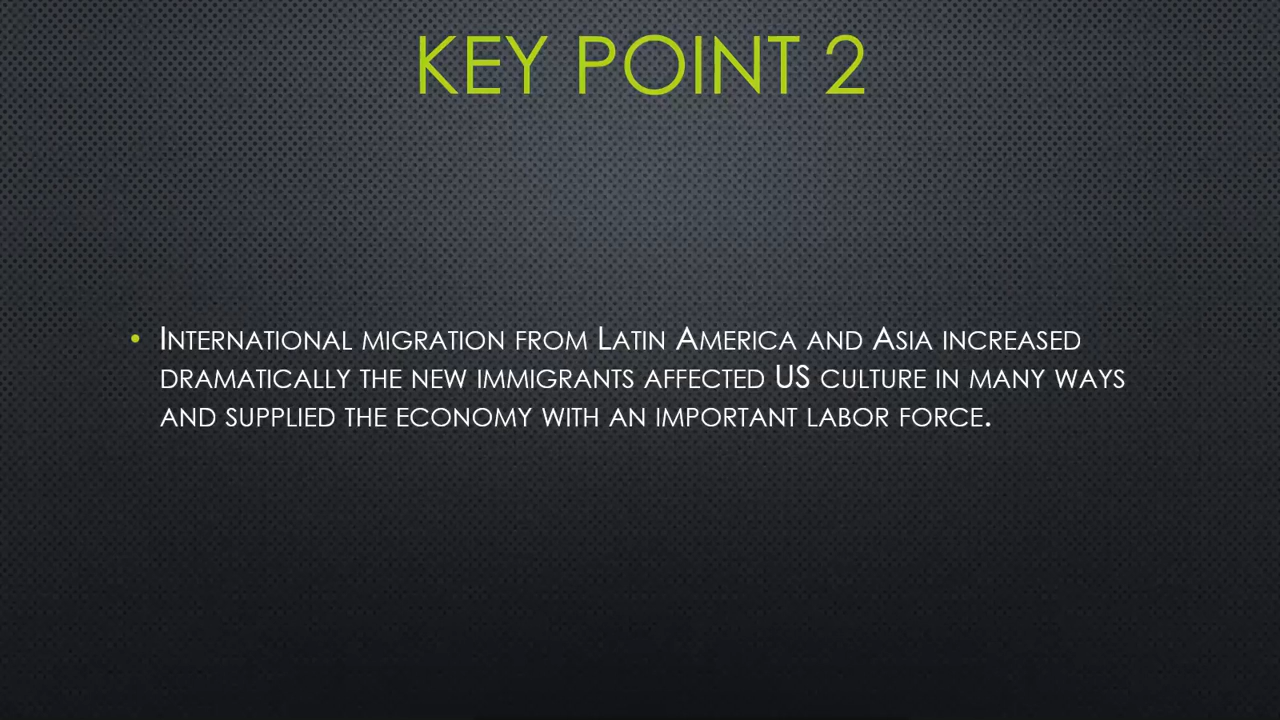 KEY POINT 2
• International migration from Latin America and Asia increased
dramatically the new immigrants affected US culture in many ways
and supplied the economy with an important labor force.